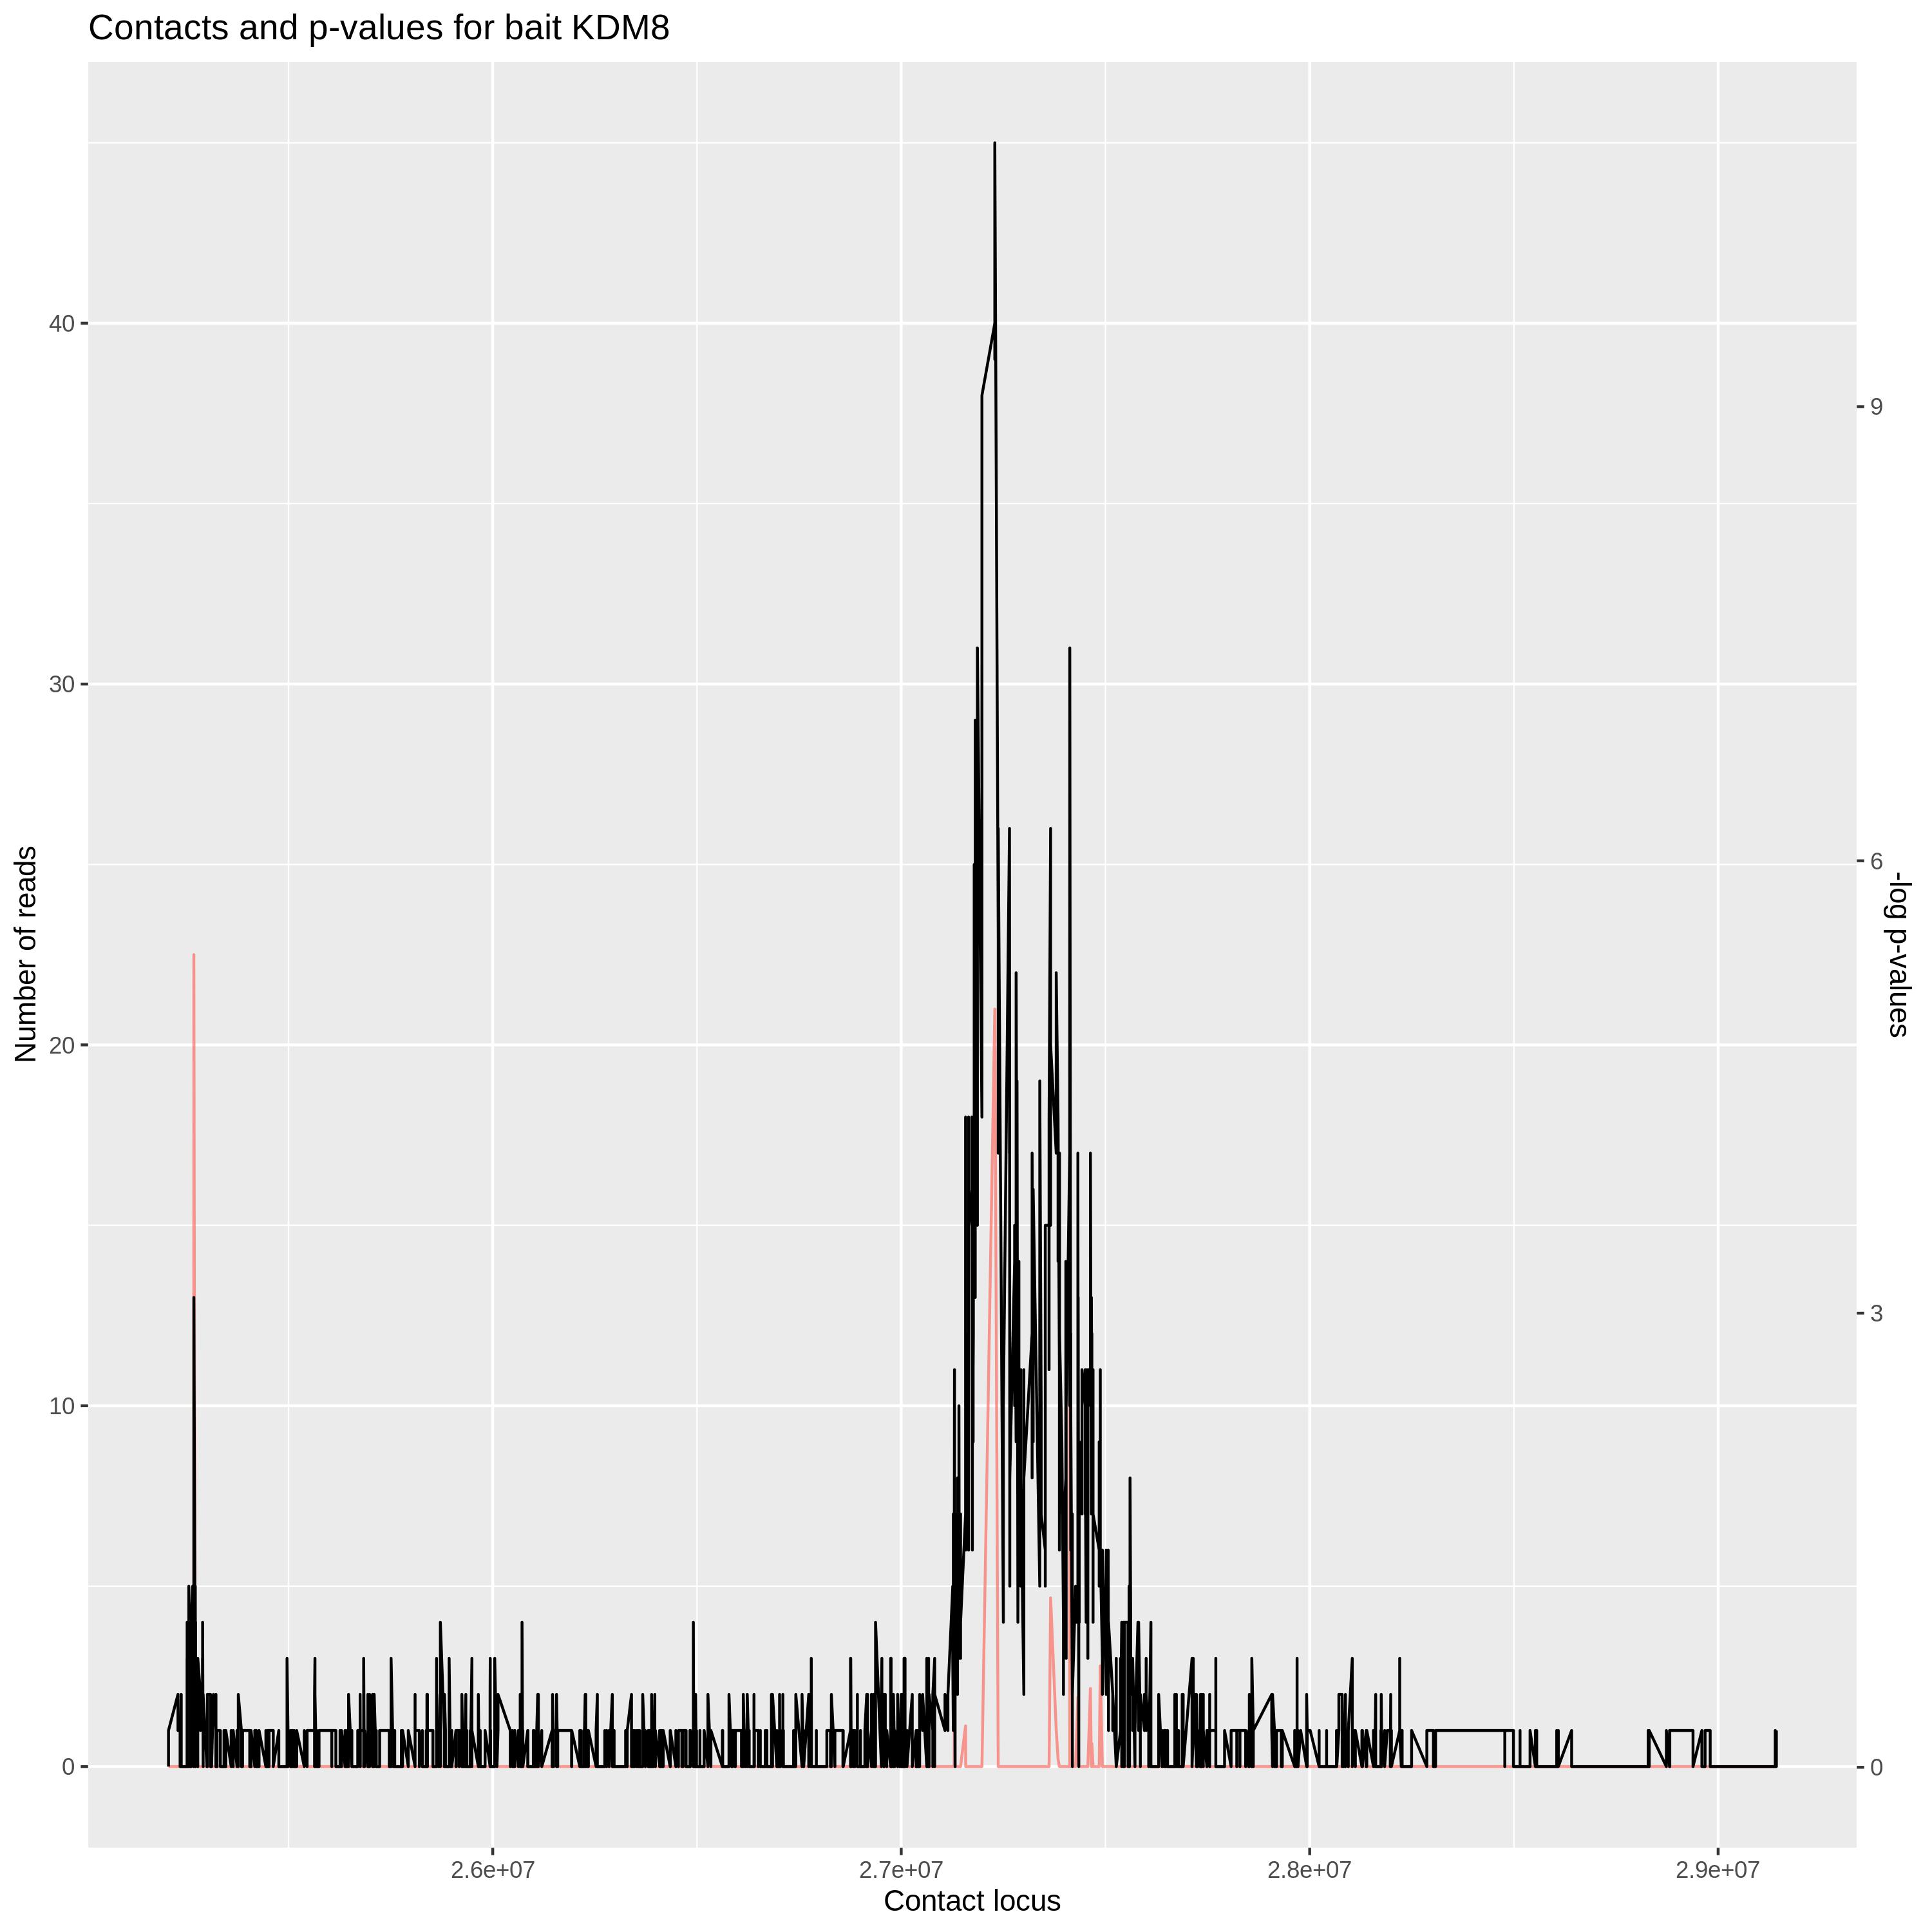 Contacts and p-values for bait KDM8
40
30
20
10
0
Number of reads
9
6
3
0
-log p-values
2.6e+07
2.7e+07
2.8e+07
2.9e+07
Contact locus